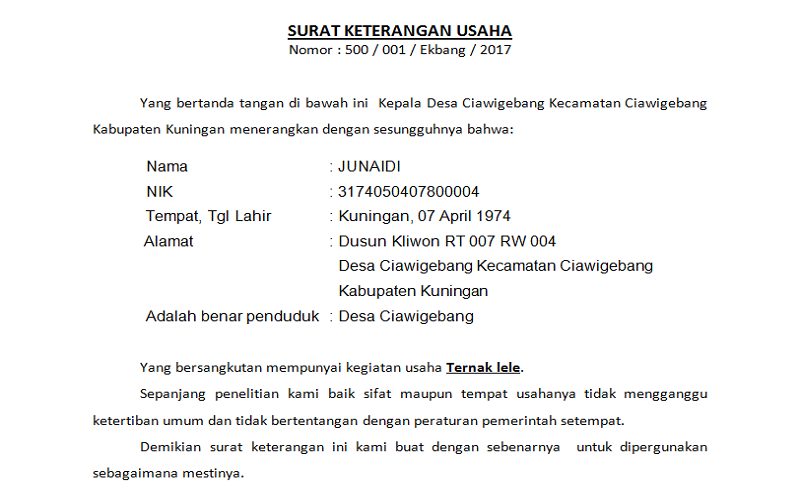 SURAT KETERANGAN USAHA
Nomor : 500 / 001 / Ekbang / 2017
Yang bertanda tangan di bawah ini  Kepala Desa Ciawigebang Kecamatan Ciawigebang
Kabupaten Kuningan menerangkan dengan sesungguhnya bahwa:
Nama : JUNAIDI
NIK : 3174050407800004
Tempat, Tgl Lahir : Kuningan, 07 April 1974
Alamat : Dusun Kliwon RT 007 RW 004
Desa Ciawigebang Kecamatan Ciawigebang
Kabupaten Kuningan
Adalah benar penduduk : Desa Ciawigebang
Yang bersangkutan mempunyai kegiatan usaha Ternak lele.
Sepanjang penelitian kami baik sifat maupun tempat usahanya tidak mengganggu
ketertiban umum dan tidak bertentangan dengan peraturan pemerintah setempat.
Demikian surat keterangan ini kami buat dengan sebenarnya  untuk dipergunakan
sebagaimana mestinya.